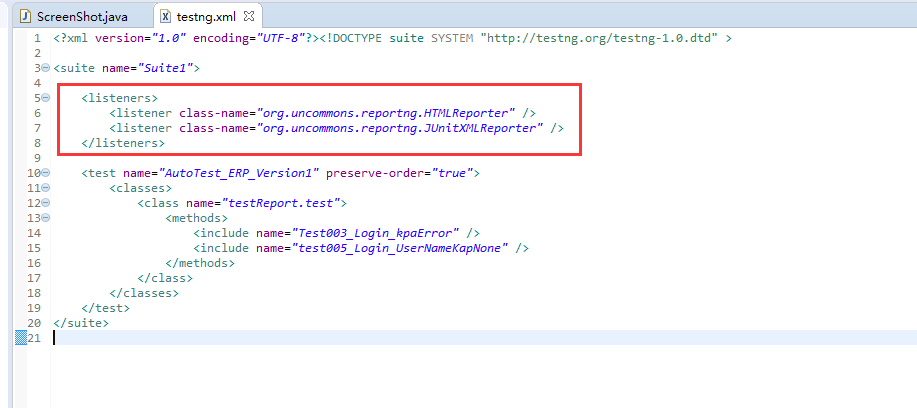 ScreenShot.java testng.xml
1 <?xml version="1.0" encoding="UTF-8"?><!DOCTYPE suite SYSTEM "http://testng.org/testng-1.0.dtd" >
2
3 <suite name="Suite1">
4
5 <listeners>
6 <listener class-name="org.uncommons.reportng.HTMLReporter" />
7 <listener class-name="org.uncommons.reportng.JUnitXMLReporter" />
8 </listeners>
9
10 <test name="AutoTest_ERP_Version1" preserve-order="true">
11 <classes>
12 <class name="testReport.test">
13 <methods>
14 <include name="Test003_Login_kpaError" />
15 <include name="test005_Login_UserNameKapNone" />
16 </methods>
17 </class>
18 </classes>
19 </test>
20 </suite>
21